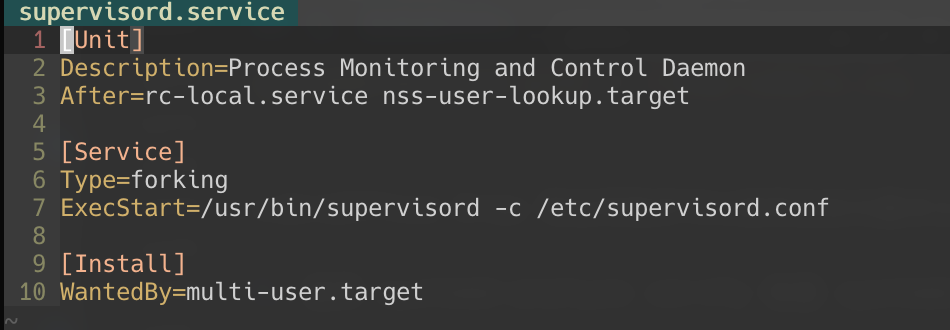 supervisord.service
1 [Unit]
2 Description=Process Monitoring and Control Daemon
3 After=rc-local.service nss-user-lookup.target
4
5 [Service]
6 Type=forking
7 ExecStart=/usr/bin/supervisord -c /etc/supervisord.conf
8
9 [Install]
10 WantedBy=multi-user.target
~